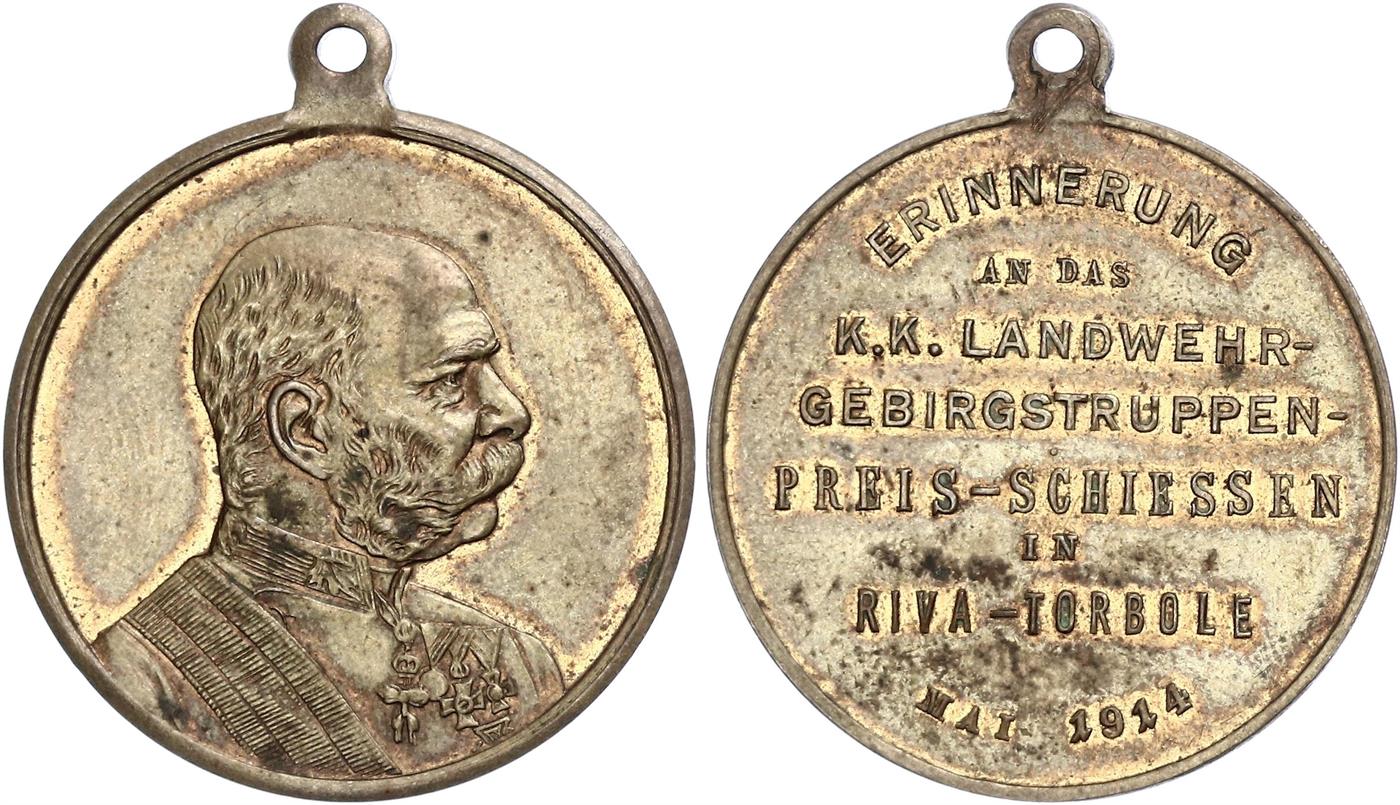 ERINNERUNG
AN DAS
K.K. LANDWEHR-
GEBIRGSTRUPPEN-
PREIS-SCHIESSEN
IN
RIVA-TORBOLE
MAI 1914